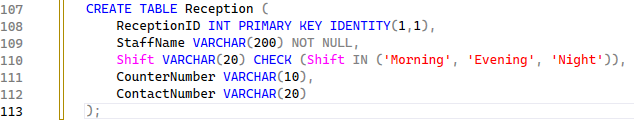 107 CREATE TABLE Reception (
108 ReceptionID INT PRIMARY KEY IDENTITY(1,1),
109 StaffName VARCHAR(200) NOT NULL,
110 Shift VARCHAR(20) CHECK (Shift IN ('Morning', 'Evening', 'Night')),
111 CounterNumber VARCHAR(10),
112 ContactNumber VARCHAR(20)
113 );